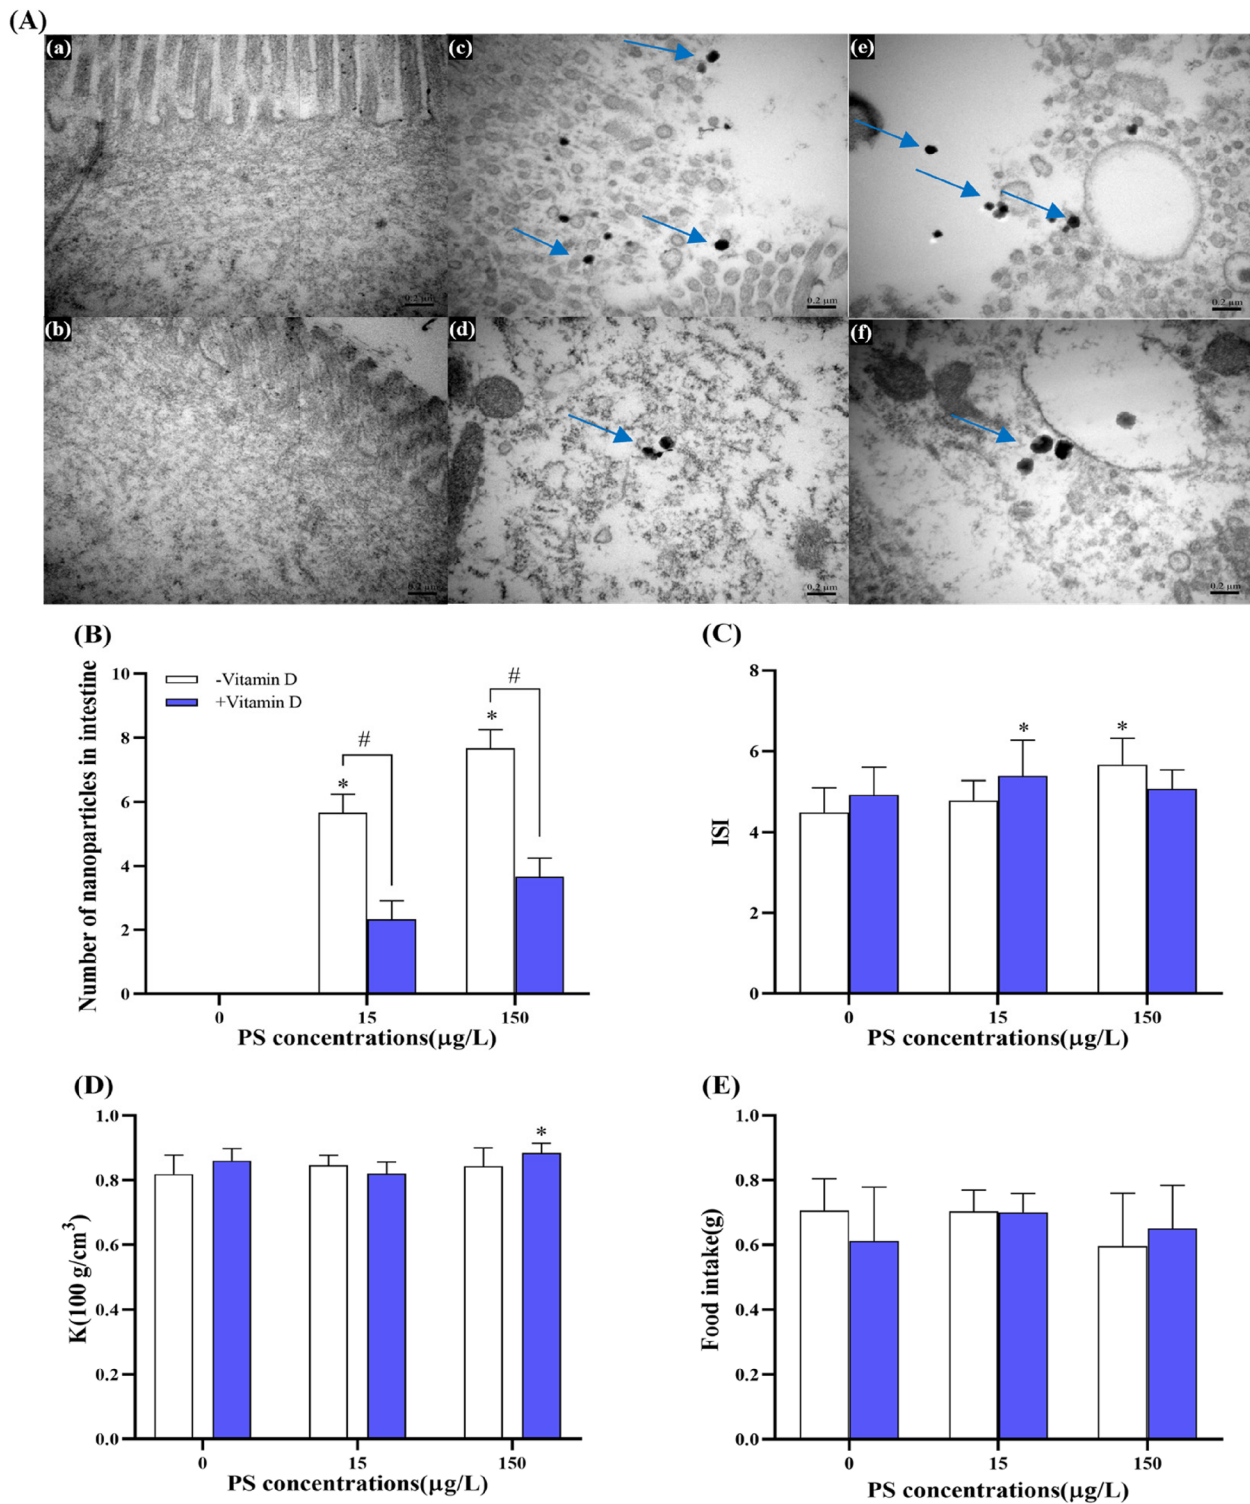 (A)
(a)
(c)
(e)
0.2 μm
0.2 μm
0.2 μm
(b)
(d)
(f)
0.2 μm
0.2 μm
0.2 μm
(B)
Number of nanoparticles in intestine
10
8
6
4
2
0
-Vitamin D
+Vitamin D
*
#
*
#
0
15
150
PS concentrations(μg/L)
(C)
ISI
8
6
4
2
0
*
*
0
15
150
PS concentrations(μg/L)
(D)
K(100 g/cm³)
1.0
0.8
0.6
0.4
0.2
0.0
*
0
15
150
PS concentrations(μg/L)
(E)
Food intake(g)
1.0
0.8
0.6
0.4
0.2
0.0
0
15
150
PS concentrations(μg/L)